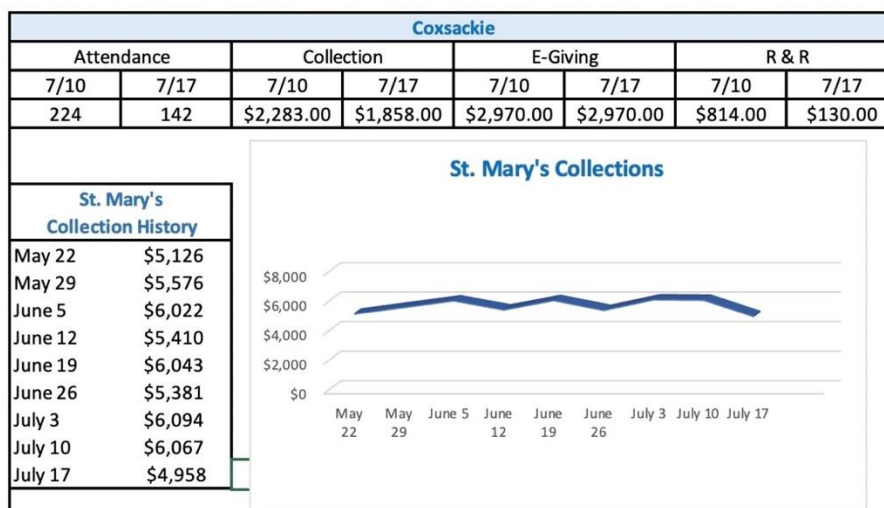 Coxsackie
Attendance Collection E-Giving R & R
7/10 7/17 7/10 7/17 7/10 7/17 7/10 7/17
224 142 $2,283.00 $1,858.00 $2,970.00 $2,970.00 $814.00 $130.00
St. Mary's
Collection History
May 22 $5,126
May 29 $5,576
June 5 $6,022
June 12 $5,410
June 19 $6,043
June 26 $5,381
July 3 $6,094
July 10 $6,067
July 17 $4,958
St. Mary's Collections
$8,000
$6,000
$4,000
$2,000
$0
May May June 5 June June June July 3 July 10 July 17
22 29 12 19 26